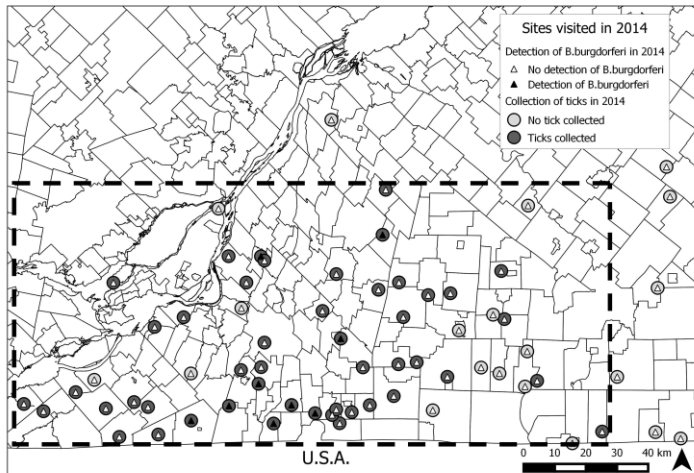 Sites visited in 2014
Detection of B.burgdorferi in 2014
No detection of B.burgdorferi
Detection of B.burgdorferi
Collection of ticks in 2014
No tick collected
Ticks collected
U.S.A.
0 10 20 30 40 km